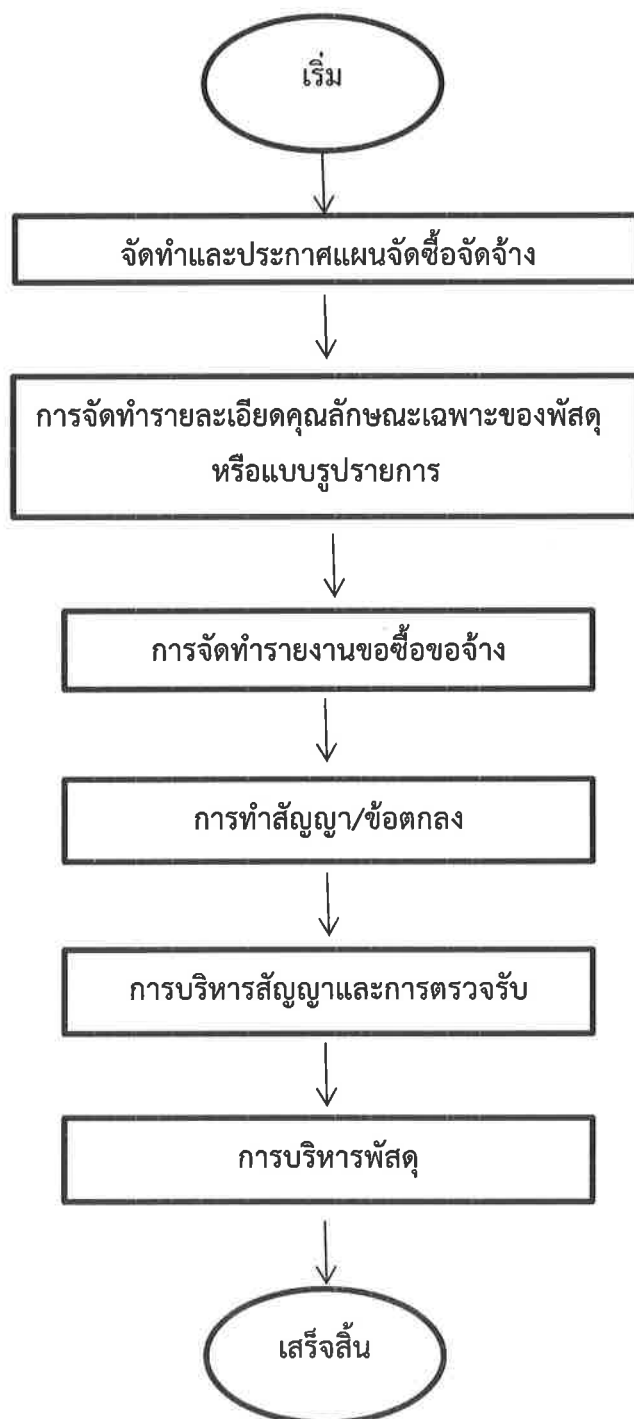 เริ่ม
จัดทำและประกาศแผนจัดซื้อจัดจ้าง
การจัดทำรายละเอียดคุณลักษณะเฉพาะของพัสดุ
หรือแบบรูปรายการ
การจัดทำรายงานขอซื้อขอจ้าง
การทำสัญญา/ข้อตกลง
การบริหารสัญญาและการตรวจรับ
การบริหารพัสดุ
เสร็จสิ้น